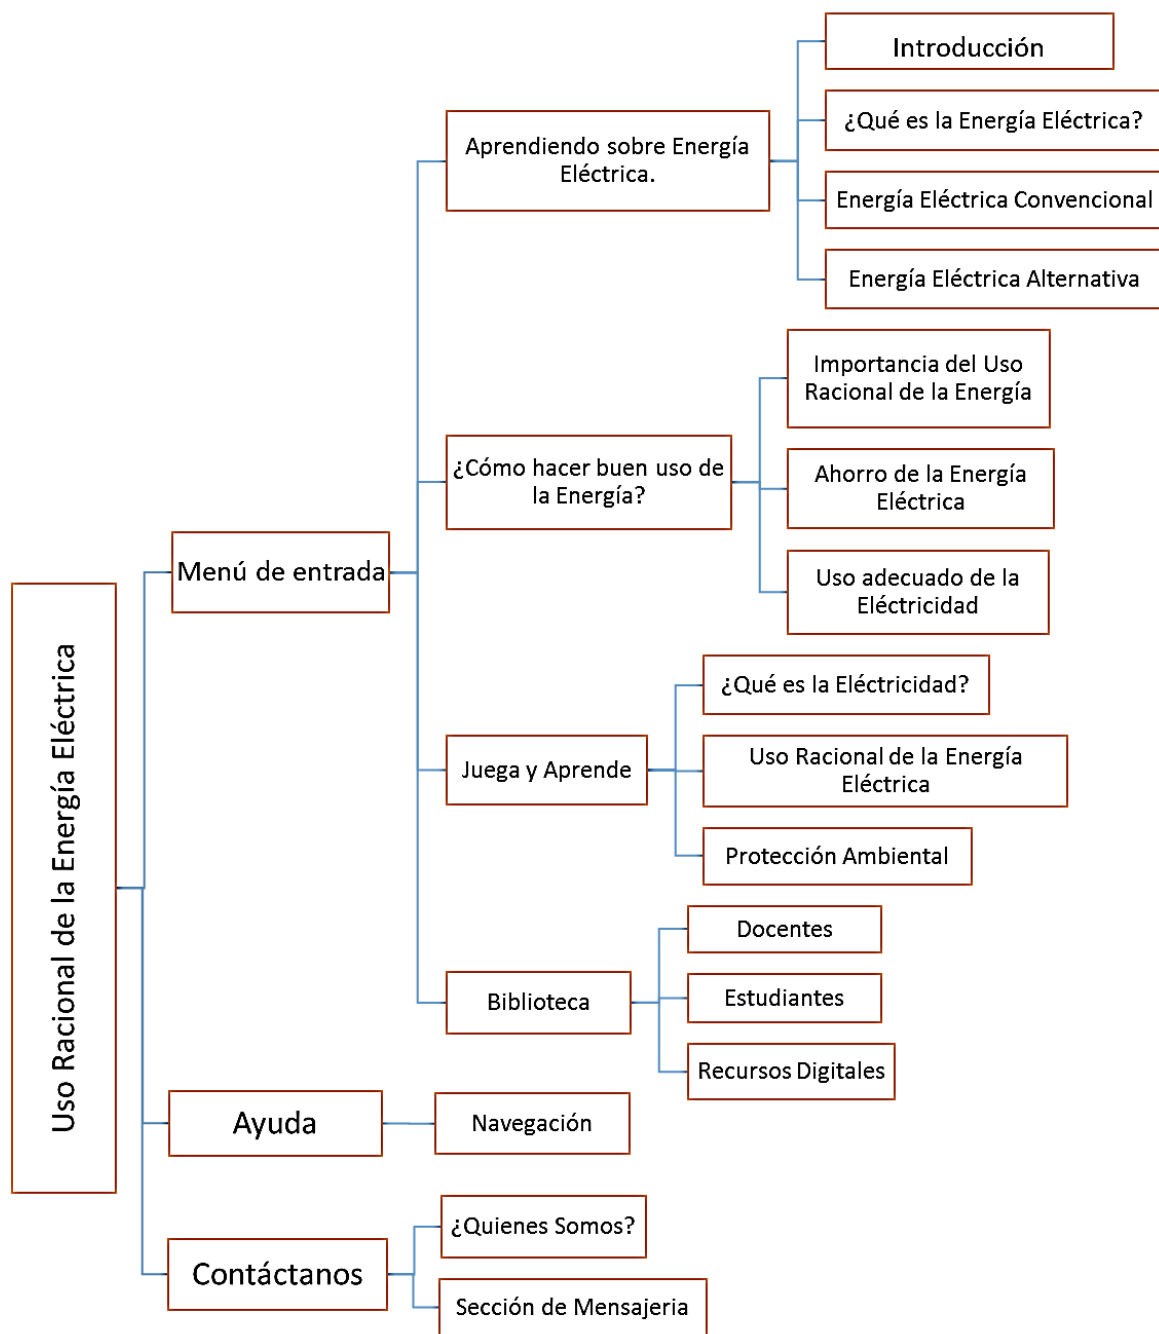 Uso Racional de la Energía Eléctrica
Menú de entrada
Aprendiendo sobre Energía
Eléctrica.
Introducción
¿Qué es la Energía Eléctrica?
Energía Eléctrica Convencional
Energía Eléctrica Alternativa
¿Cómo hacer buen uso de
la Energía?
Importancia del Uso
Racional de la Energía
Ahorro de la Energía
Eléctrica
Uso adecuado de la
Eléctricidad
Juega y Aprende
¿Qué es la Eléctricidad?
Uso Racional de la Energía
Eléctrica
Protección Ambiental
Biblioteca
Docentes
Estudiantes
Recursos Digitales
Ayuda
Navegación
Contáctanos
¿Quienes Somos?
Sección de Mensajeria